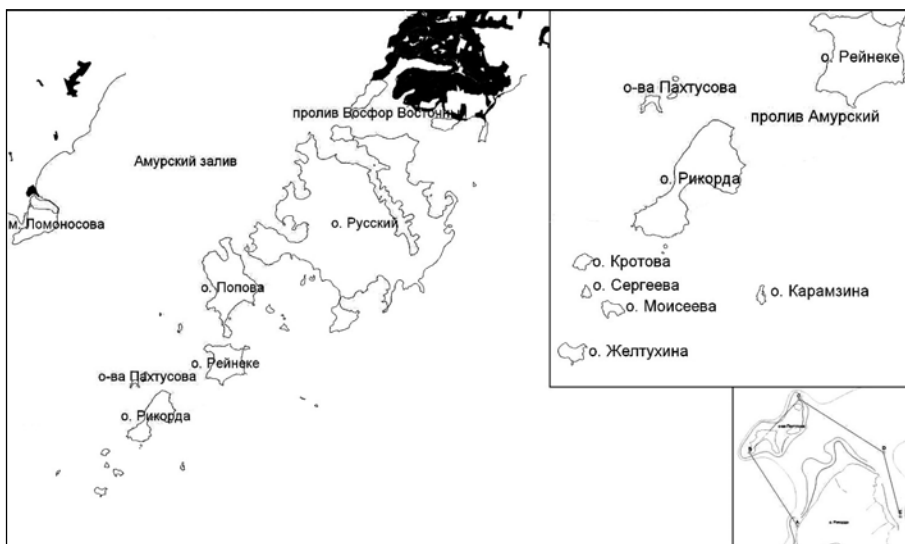 пролив Босфор Восточный
Амурский залив
м. Ломоносова
о. Русский
о. Попова
о. Рейнеке
о-ва Пахтусова
о. Рикорда
о. Рейнеке
о-ва Пахтусова
пролив Амурский
о. Рикорда
о. Кротова
о. Сергеева
о. Моисеева
о. Карамзина
о. Желтухина
о. Рикорда